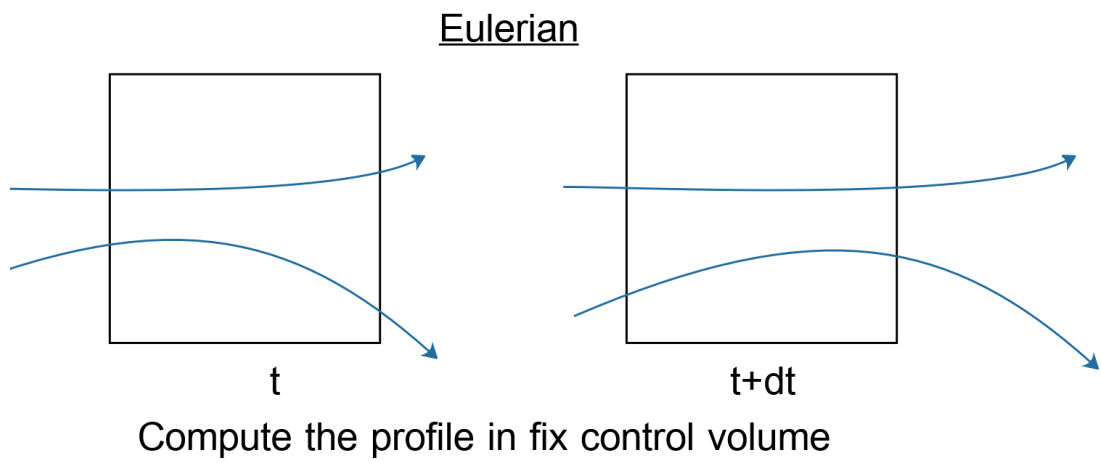 Eulerian
t
t+dt
Compute the profile in fix control volume